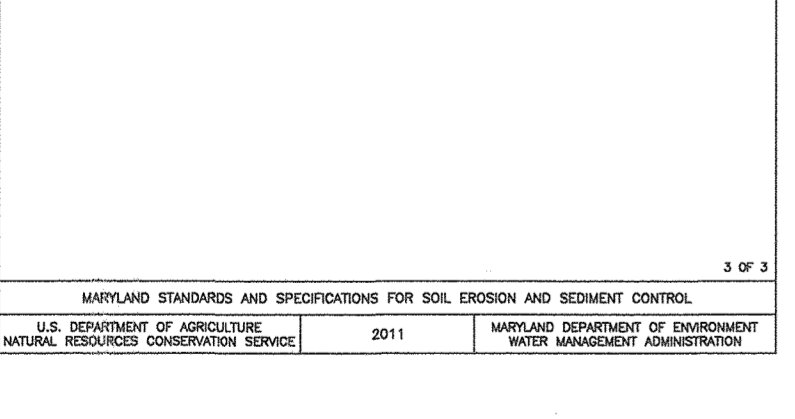 3 OF 3
MARYLAND STANDARDS AND SPECIFICATIONS FOR SOIL EROSION AND SEDIMENT CONTROL
U.S. DEPARTMENT OF AGRICULTURE
NATURAL RESOURCES CONSERVATION SERVICE
2011
MARYLAND DEPARTMENT OF ENVIRONMENT
WATER MANAGEMENT ADMINISTRATION